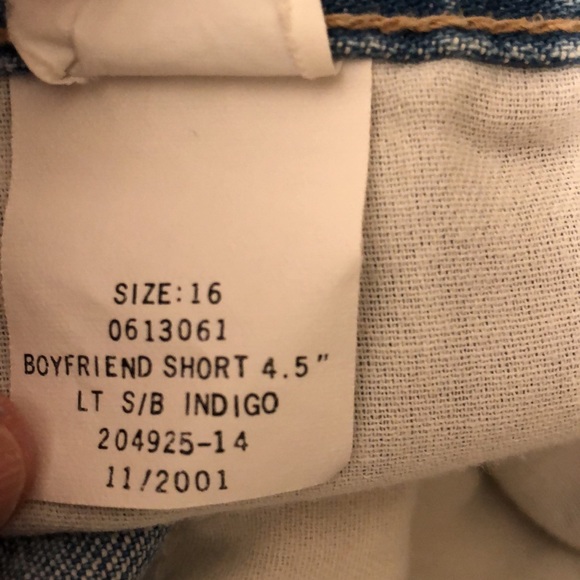 SIZE:16
0613061
BOYFRIEND SHORT 4.5"
LT S/B INDIGO
204925-14
11/2001